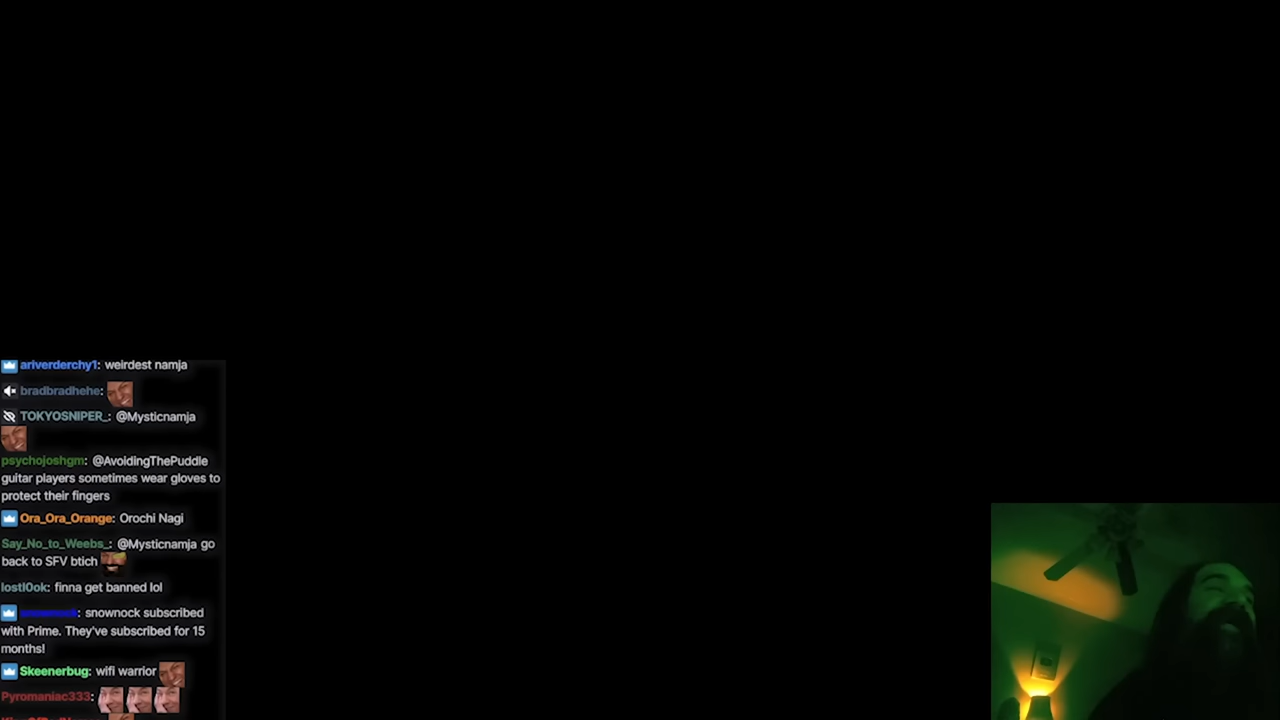 ariverderchy1: weirdest namja
bradbradhehe:
TOKYOSNIPER_: @Mysticnamja
psychojoshgm: @AvoidingThePuddle
guitar players sometimes wear gloves to
protect their fingers
Ora_Ora_Orange: Orochi Nagi
Say_No_to_Weebs_: @Mysticnamja go
back to SFV btich
lostl0ok: finna get banned lol
snownock: snownock subscribed
with Prime. They've subscribed for 15
months!
Skeenerbug: wifi warrior
Pyromaniac333: